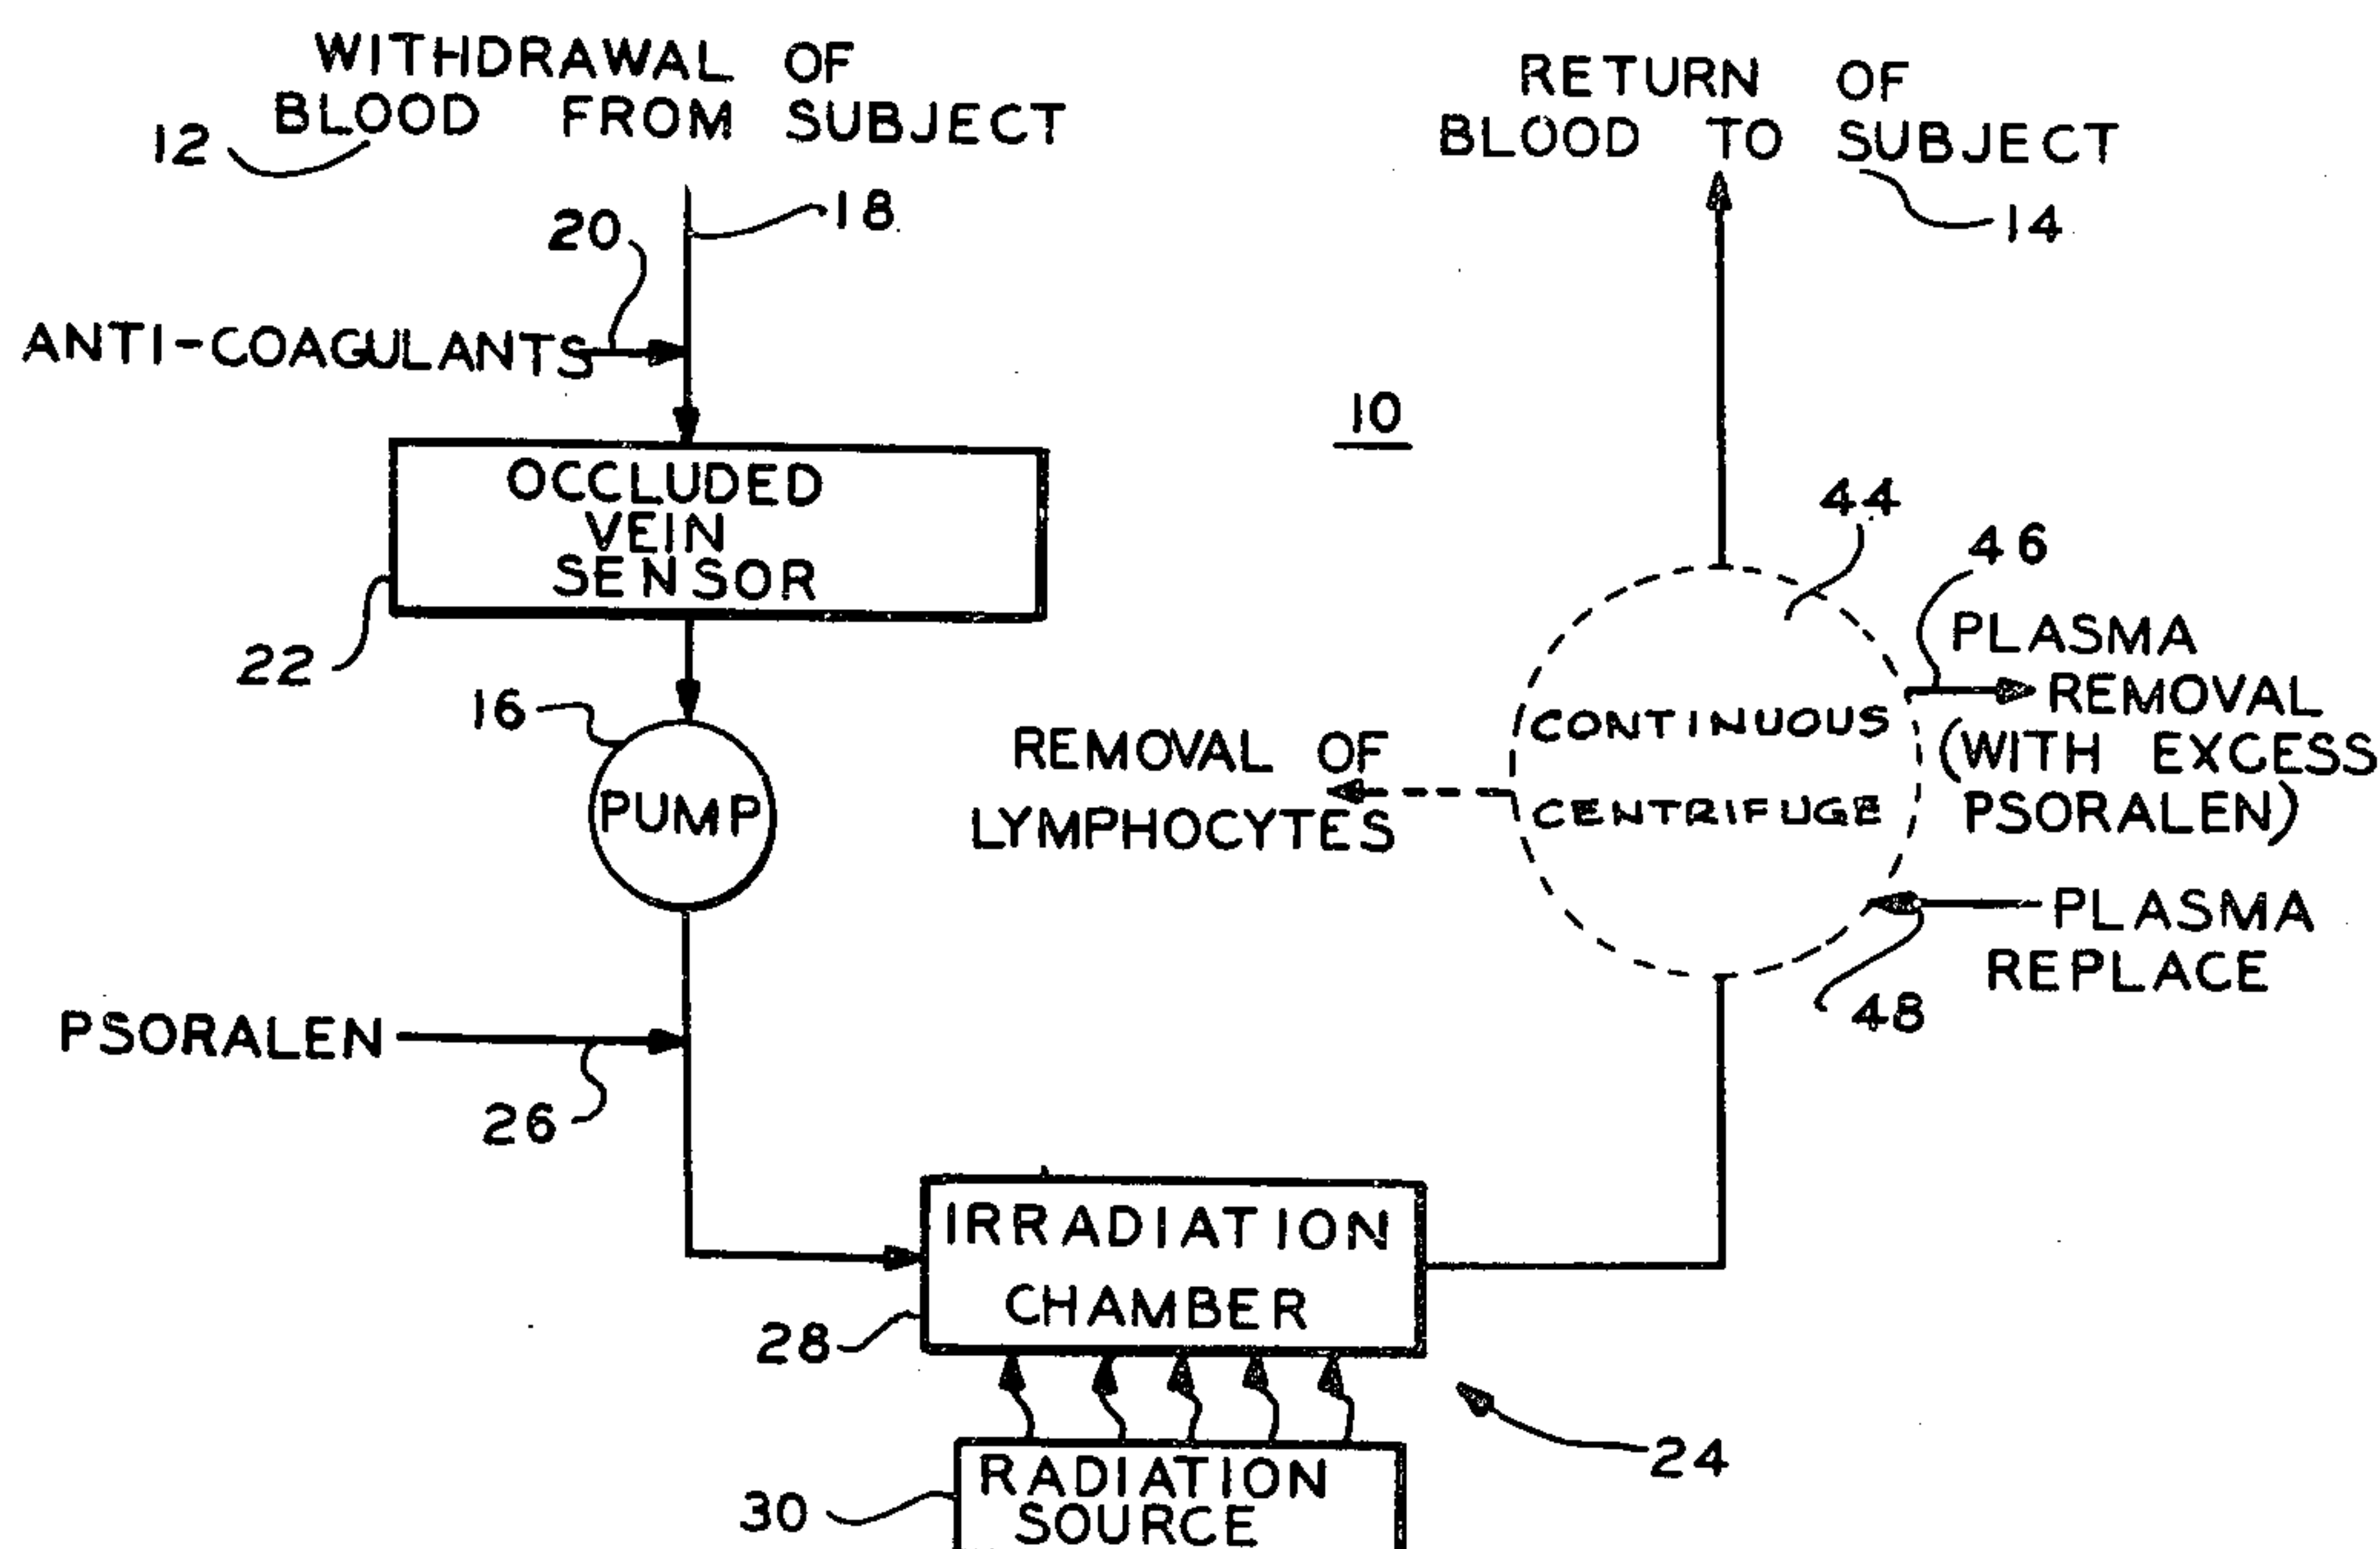 WITHDRAWAL OF
BLOOD FROM SUBJECT
12
18
20
ANTI-COAGULANTS
OCCLUDED
VEIN
SENSOR
22
16
PUMP
PSORALEN
26
IRRADIATION
CHAMBER
28
RADIATION
SOURCE
30
24
10
RETURN OF
BLOOD TO SUBJECT
14
44
46
CONTINUOUS
CENTRIFUGE
REMOVAL OF
LYMPHOCYTES
PLASMA
REMOVAL
(WITH EXCESS
PSORALEN)
PLASMA
REPLACE
48